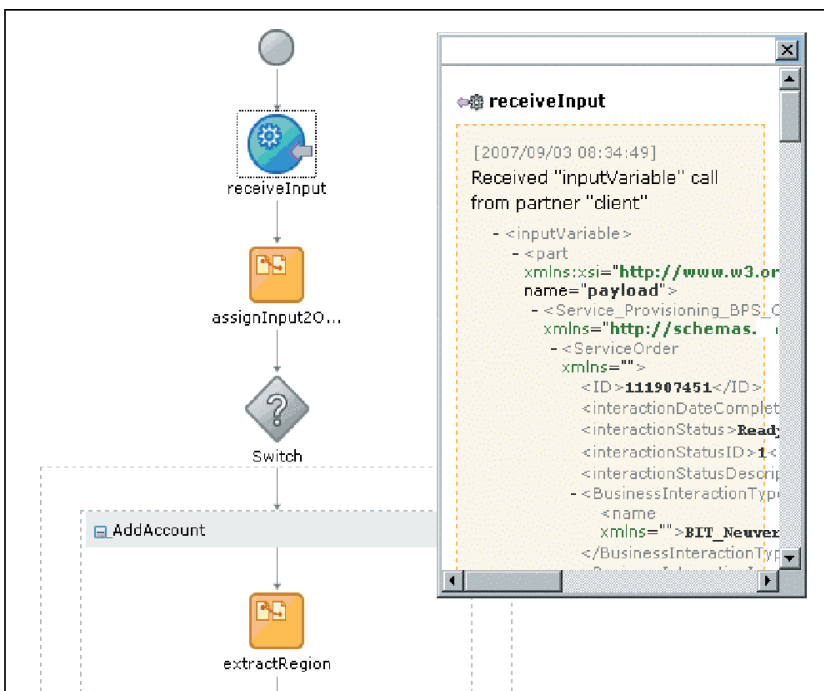 receiveInput
assignInput2O...
?
Switch
AddAccount
extractRegion
receiveInput
[2007/09/03 08:34:49]
Received "inputVariable" call
from partner "client"
- <inputVariable>
- <part
xmlns:xsi="http://www.w3.or
name="payload">
- <Service_Provisioning_BPS_C
xmlns="http://schemas.
- <ServiceOrder
xmlns="">
<ID>111907451</ID>
<interactionDateComplet
<interactionStatus>Ready
<interactionStatusID>1<
<interactionStatusDescrip
- <BusinessInteractionType
<name
xmlns="">BIT_Neuver
</BusinessInteractionTyp